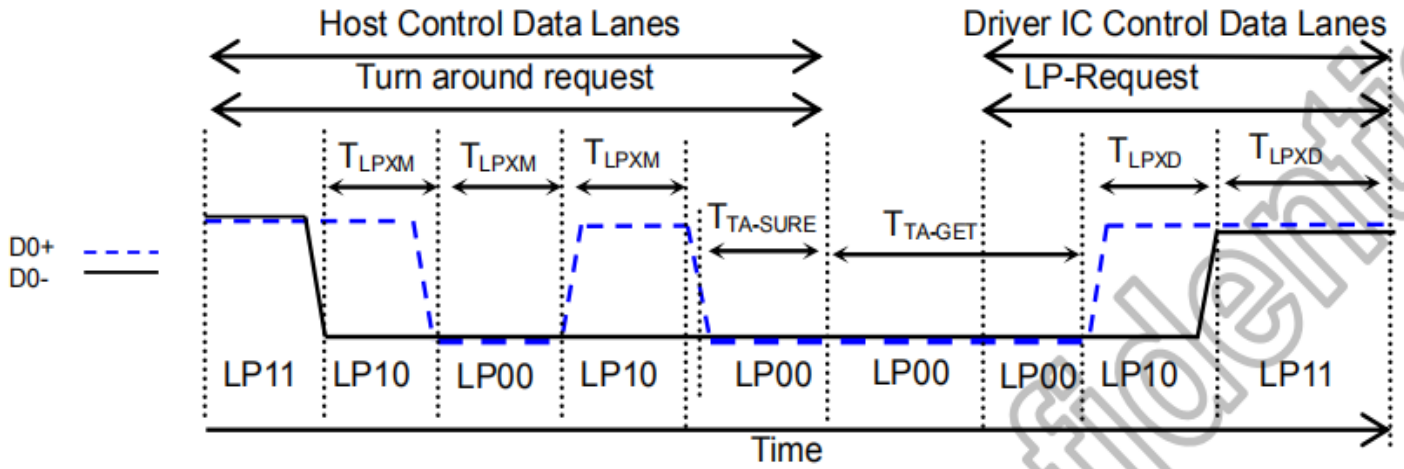 Host Control Data Lanes
Driver IC Control Data Lanes
Turn around request
LP-Request
TLPXM
TLPXM
TLPXM
TLPXD
TLPXD
TTA-SURE
TTA-GET
D0+
D0-
LP11
LP10
LP00
LP10
LP00
LP00
LP00
LP10
LP11
Time